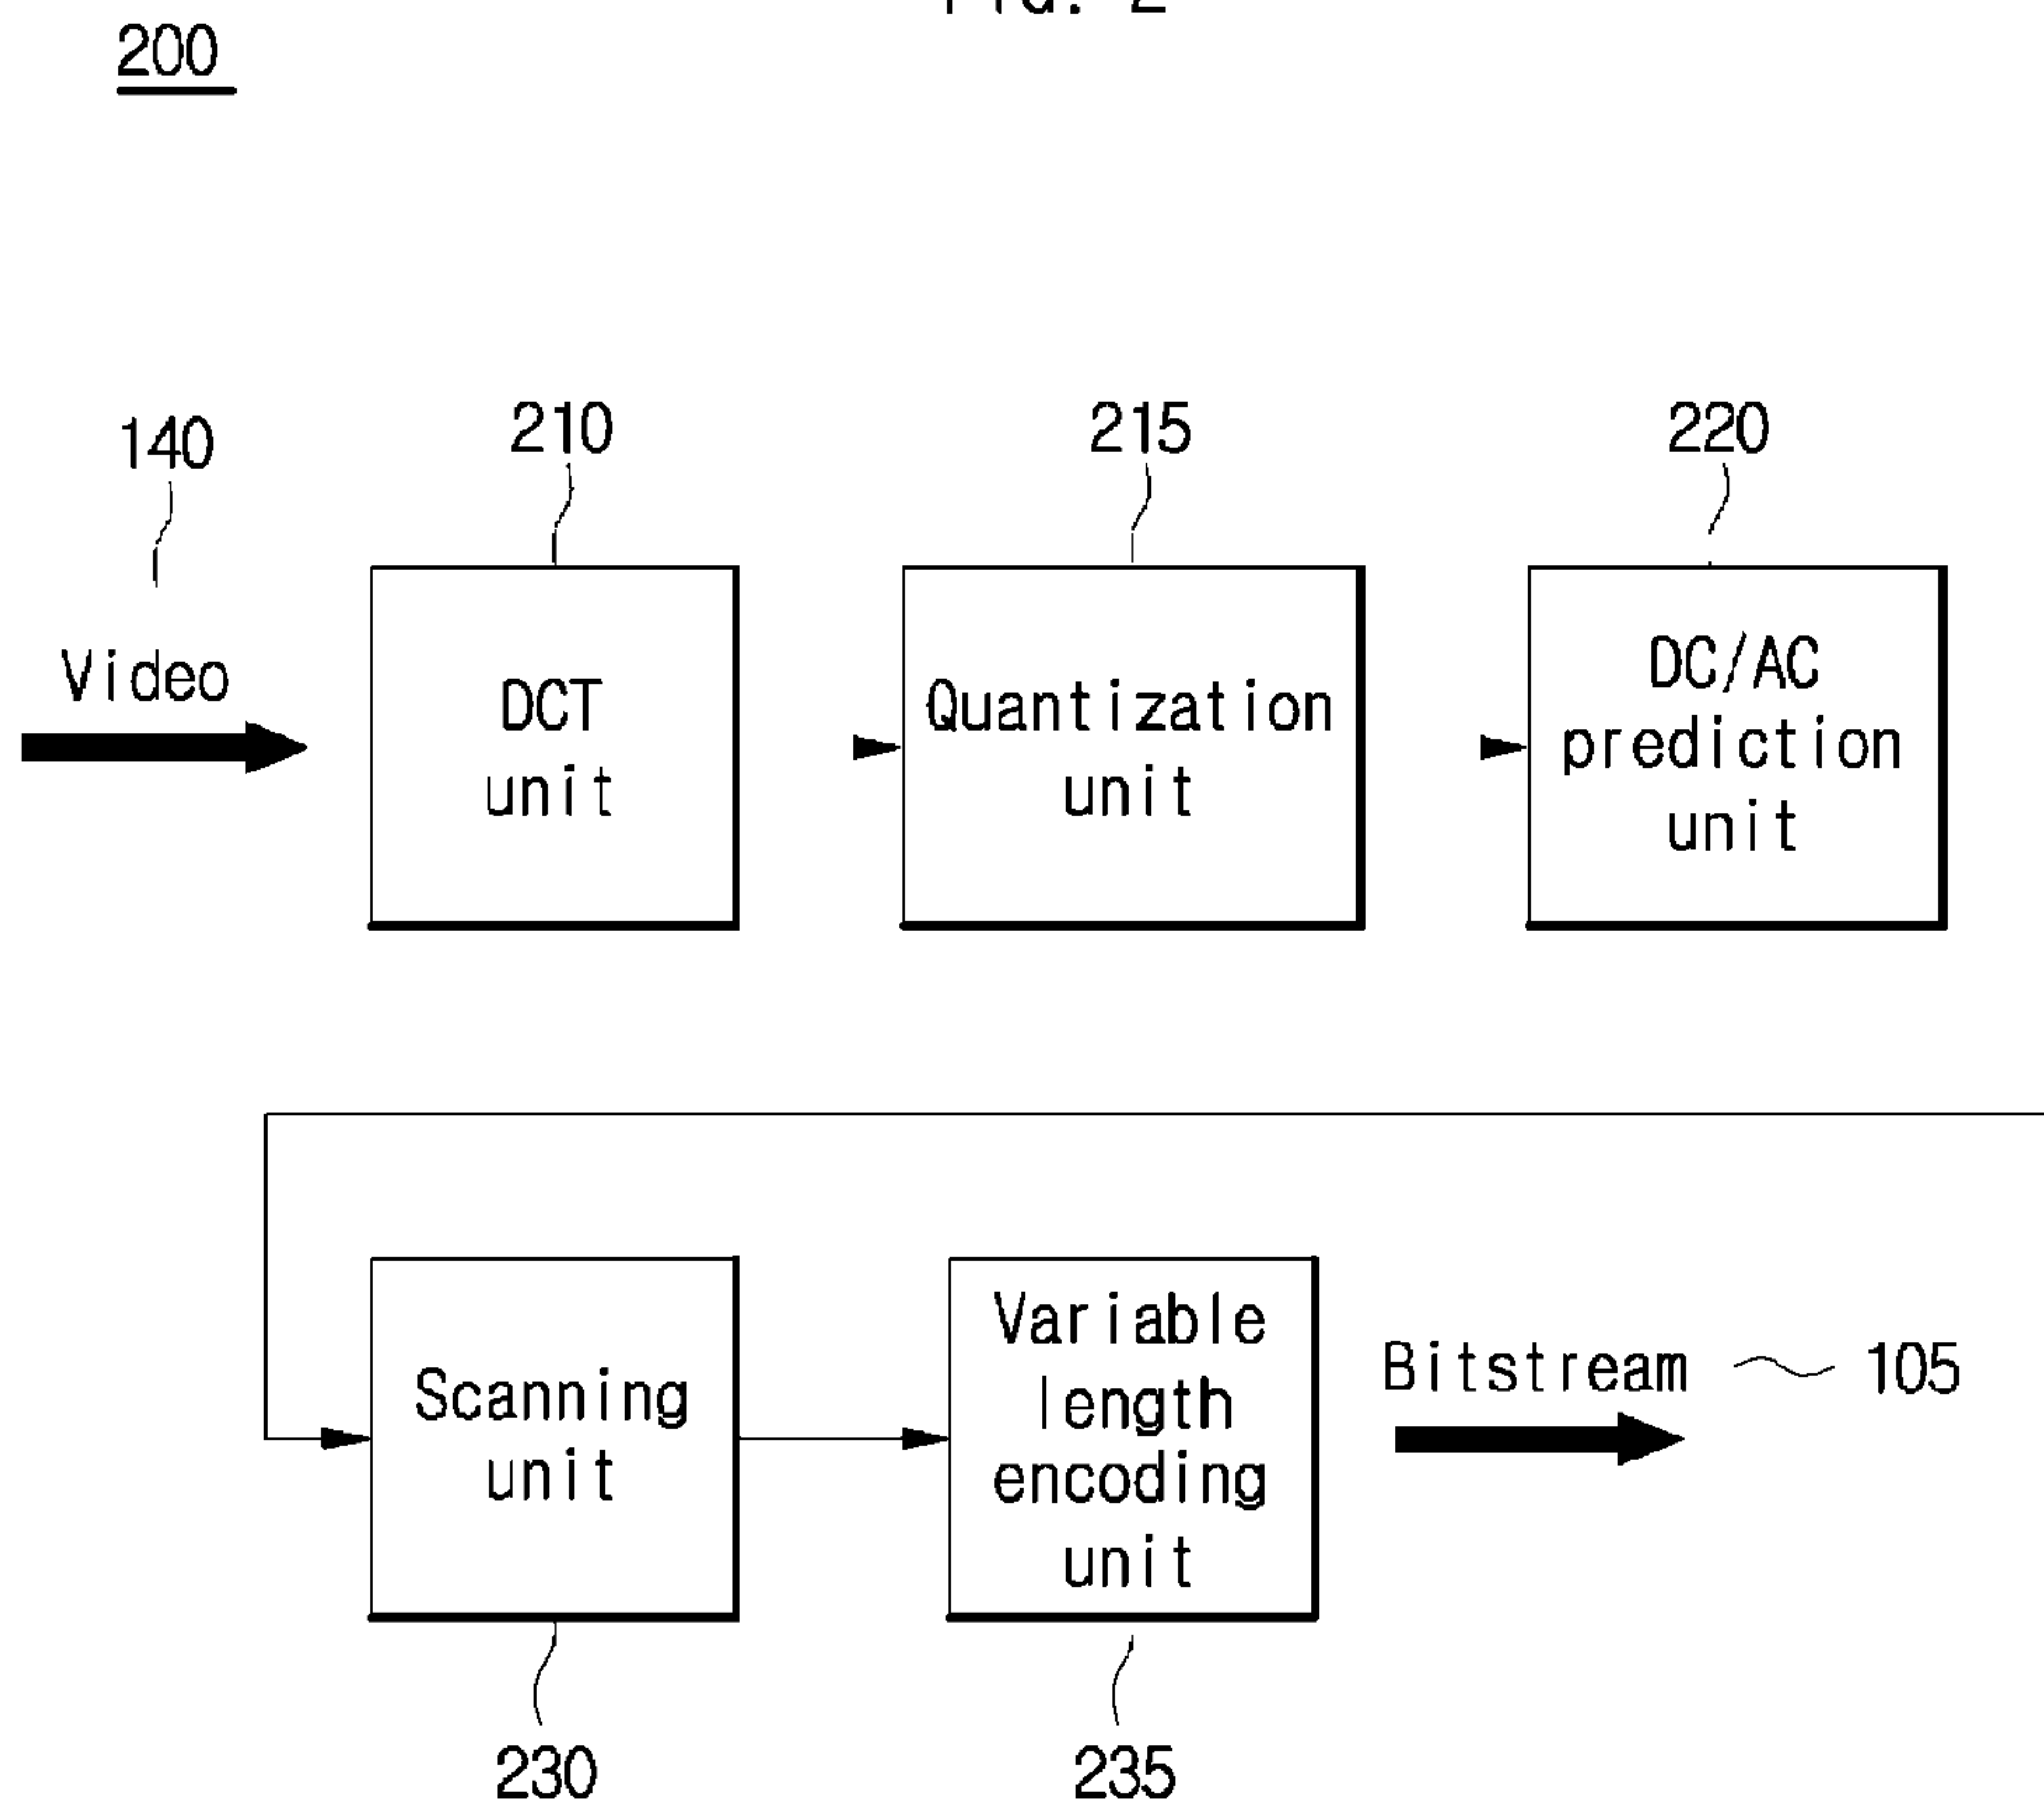 200
140
210
215
220
Video
DCT
unit
Quantization
unit
DC/AC
prediction
unit
Scanning
unit
Variable
length
encoding
unit
Bitstream
105
230
235